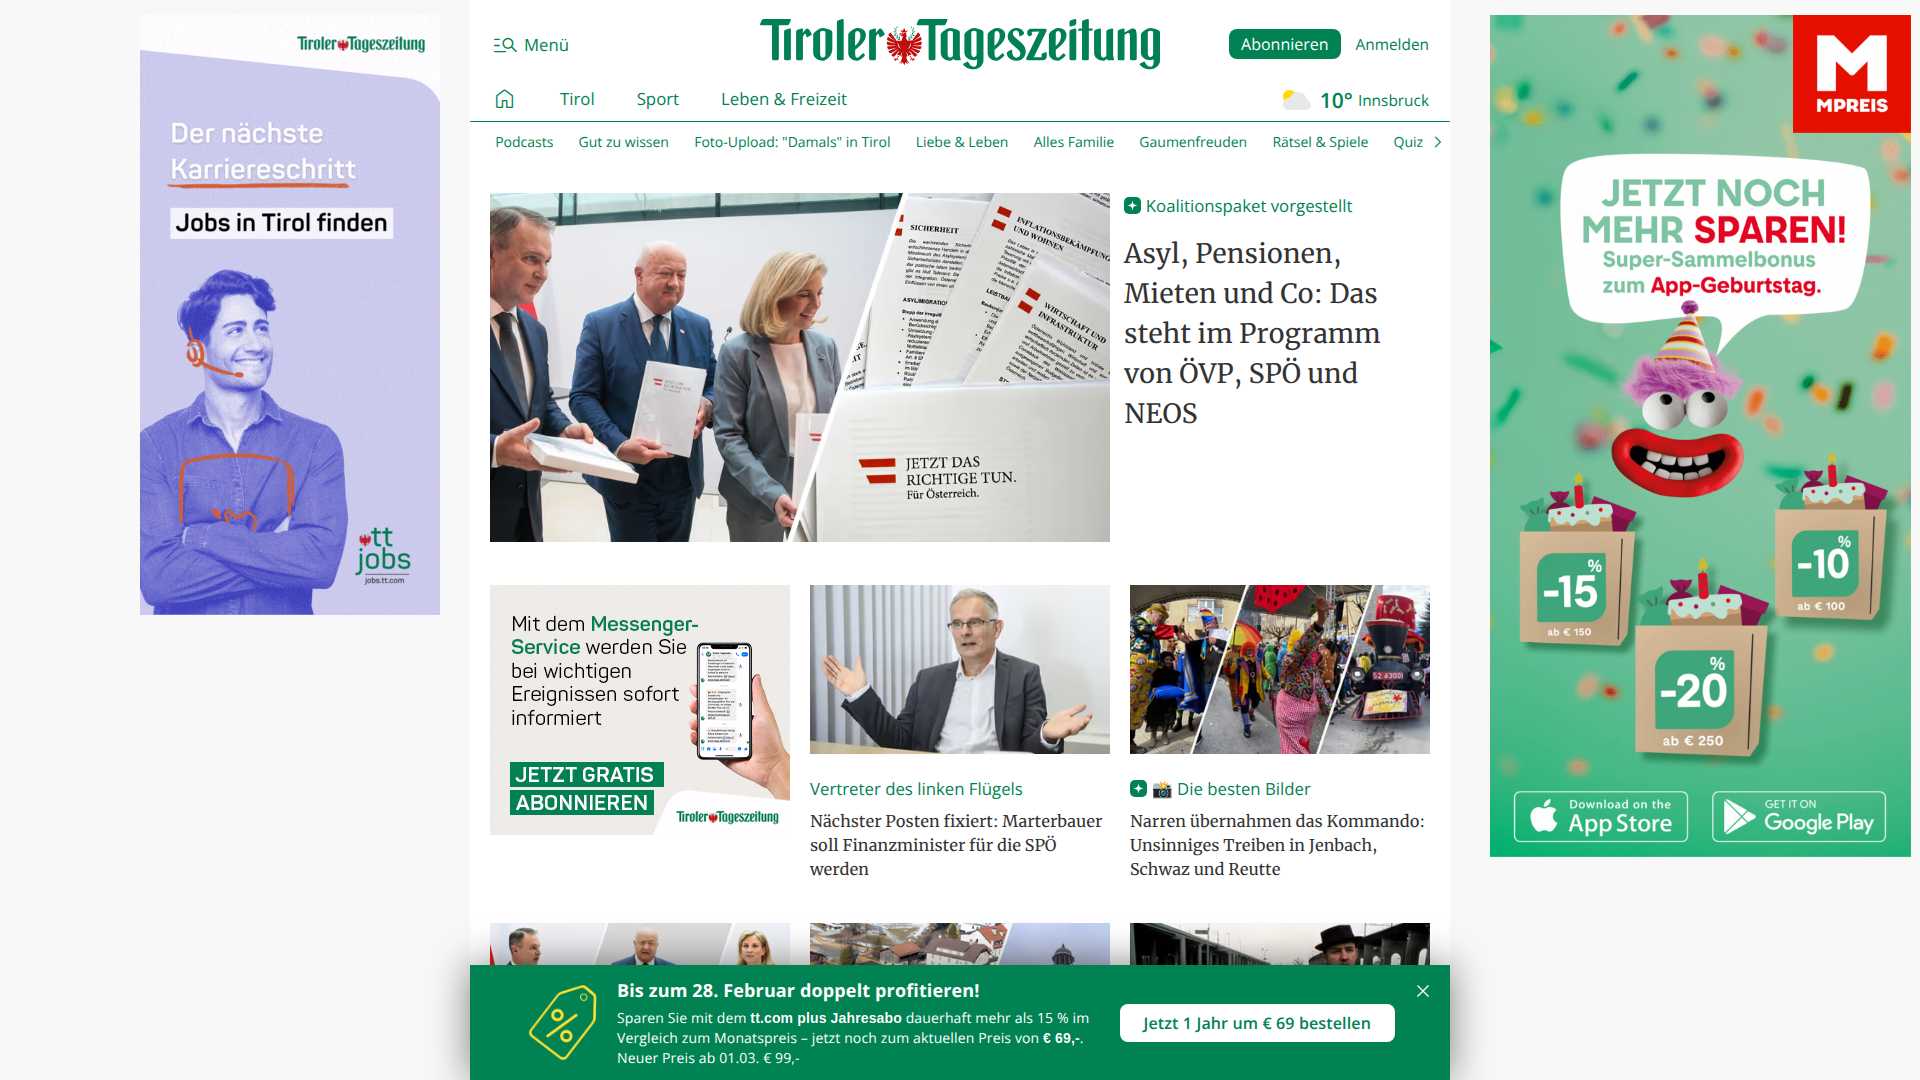 Tiroler Tageszeitung
Der nächste
Karriereschritt
Jobs in Tirol finden
tt
jobs
jobs.tt.com
Menü
Tiroler Tageszeitung
Abonnieren
Anmelden
Tirol
Sport
Leben & Freizeit
10° Innsbruck
Podcasts
Gut zu wissen
Foto-Upload: "Damals" in Tirol
Liebe & Leben
Alles Familie
Gaumenfreuden
Rätsel & Spiele
Quiz
SICHERHEIT
INFLATIONSBEKÄMPFUNG
UND WOHNEN
WIRTSCHAFT UND
INFRASTRUKTUR
JETZT DAS
RICHTIGE TUN.
Für Österreich.
Koalitionspaket vorgestellt
Asyl, Pensionen,
Mieten und Co: Das
steht im Programm
von ÖVP, SPÖ und
NEOS
Mit dem Messenger-
Service werden Sie
bei wichtigen
Ereignissen sofort
informiert
JETZT GRATIS
ABONNIEREN
Tiroler Tageszeitung
Vertreter des linken Flügels
Nächster Posten fixiert: Marterbauer
soll Finanzminister für die SPÖ
werden
Die besten Bilder
Narren übernahmen das Kommando:
Unsinniges Treiben in Jenbach,
Schwaz und Reutte
Bis zum 28. Februar doppelt profitieren!
Sparen Sie mit dem tt.com plus Jahresabo dauerhaft mehr als 15 % im
Vergleich zum Monatspreis – jetzt noch zum aktuellen Preis von € 69,-.
Neuer Preis ab 01.03. € 99,-
Jetzt 1 Jahr um € 69 bestellen
M
MPREIS
JETZT NOCH
MEHR SPAREN!
Super-Sammelbonus
zum App-Geburtstag.
-15 %
ab € 150
-10 %
ab € 100
-20 %
ab € 250
Download on the
App Store
GET IT ON
Google Play